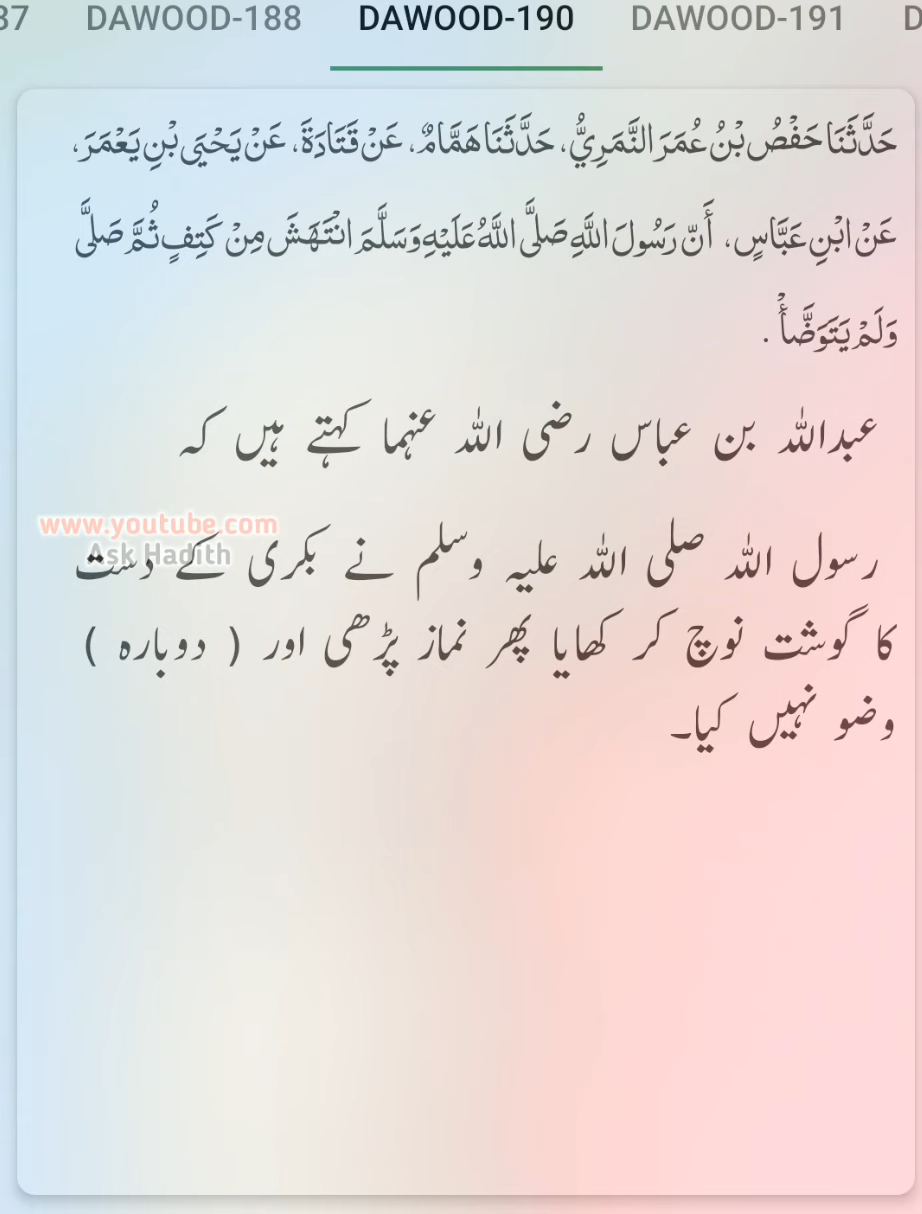 37 DAWOOD-188 DAWOOD-190 DAWOOD-191 D
حَدَّثَنَا حَفْصُ بْنُ عُمَرَ النَّمَرِيُّ، حَدَّثَنَا هَمَّامٌ، عَنْ قَتَادَةَ، عَنْ يَحْيَى بْنِ يَعْمَرَ،
عَنْ ابْنِ عَبَّاسٍ، أَنّ رَسُولَ اللَّهِ صَلَّى اللَّهُ عَلَيْهِ وَسَلَّمَ انْتَهَشَ مِنْ كَتِفٍ ثُمَّ صَلَّى
وَلَمْ يَتَوَضَّأْ .
عبداللہ بن عباس رضی اللہ عنہما کہتے ہیں کہ
www.youtube.com
Ask Hadith
رسول اللہ صلی اللہ علیہ وسلم نے بکری کے دست
کا گوشت نوچ کر کھایا پھر نماز پڑھی اور ( دوبارہ )
وضو نہیں کیا۔